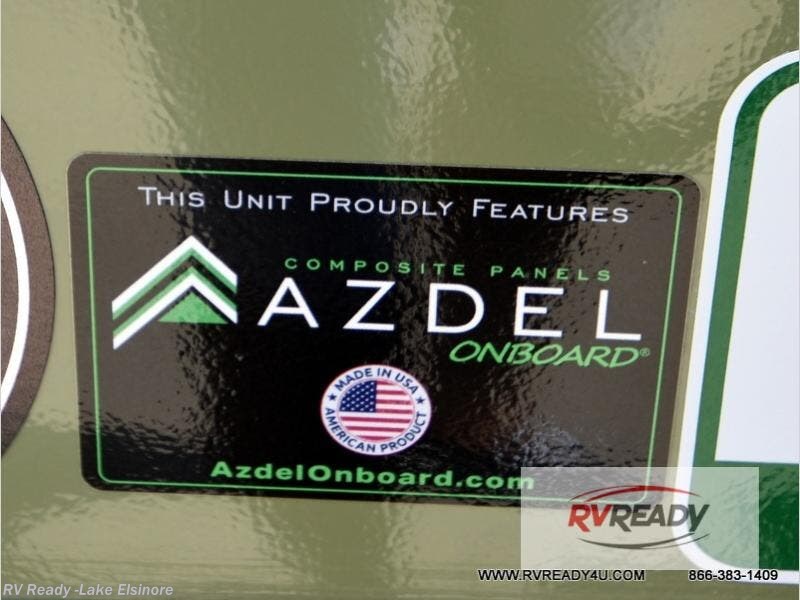 This Unit Proudly Features
COMPOSITE PANELS
AZDEL
ONBOARD®
MADE IN USA
AMERICAN PRODUCT
AzdelOnboard.com
RVREADY
RV Ready -Lake Elsinore
WWW.RVREADY4U.COM 866-383-1409